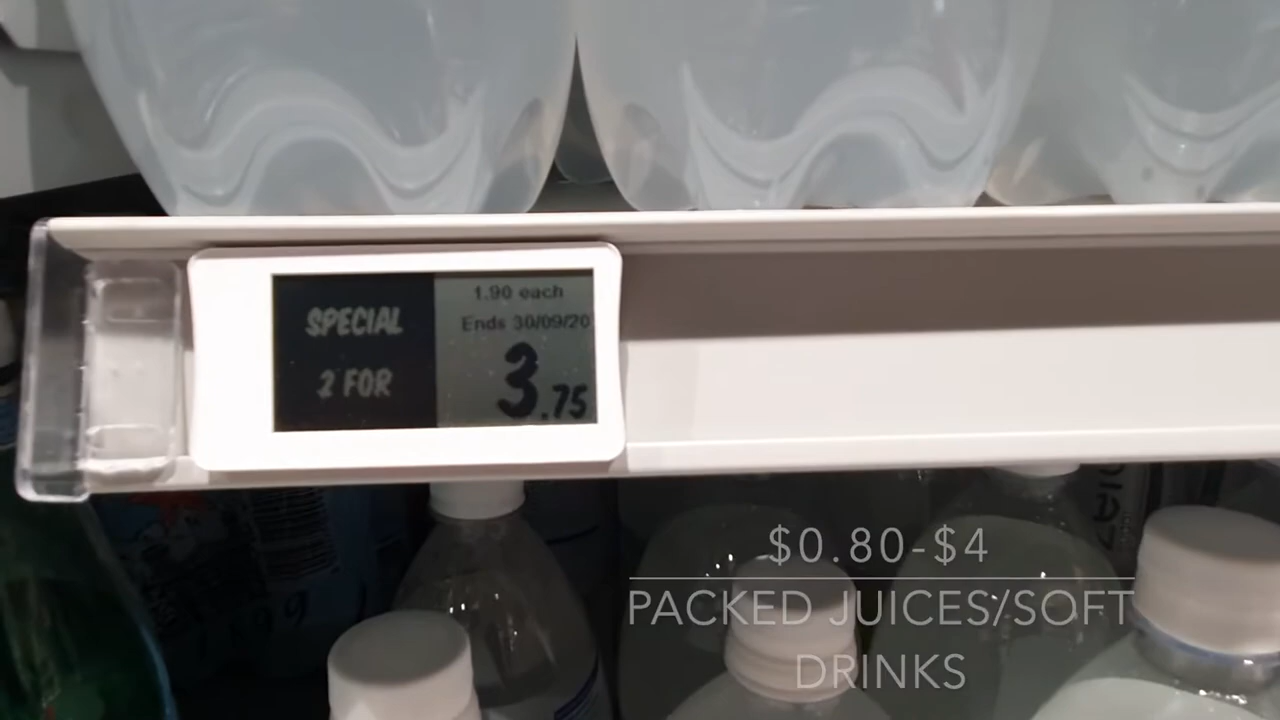 SPECIAL
2 FOR
1.90 each
Ends 30/09/20
3.75
$0.80-$4
PACKED JUICES/SOFT
DRINKS